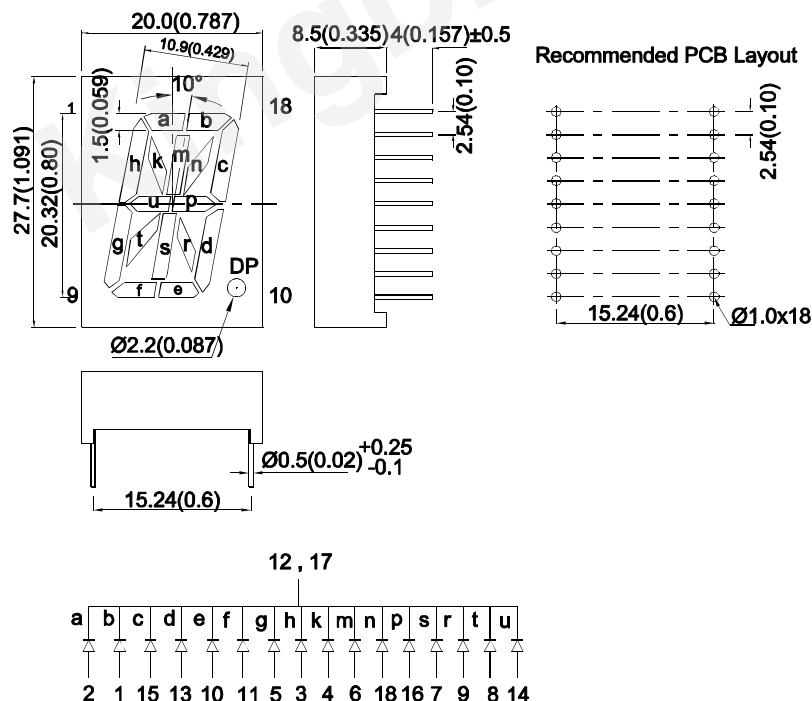 20.0(0.787)
10.9(0.429)
10°
1.5(0.059)
27.7(1.091)
20.32(0.80)
1
18
9
10
a b
h k m n c
u p
g t s r d
f e
DP
Ø2.2(0.087)
8.5(0.335)
4(0.157)±0.5
2.54(0.10)
Recommended PCB Layout
2.54(0.10)
15.24(0.6)
Ø1.0x18
Ø0.5(0.02) +0.25 -0.1
15.24(0.6)
12 , 17
a b c d e f g h k m n p s r t u
2 1 15 13 10 11 5 3 4 6 18 16 7 9 8 14